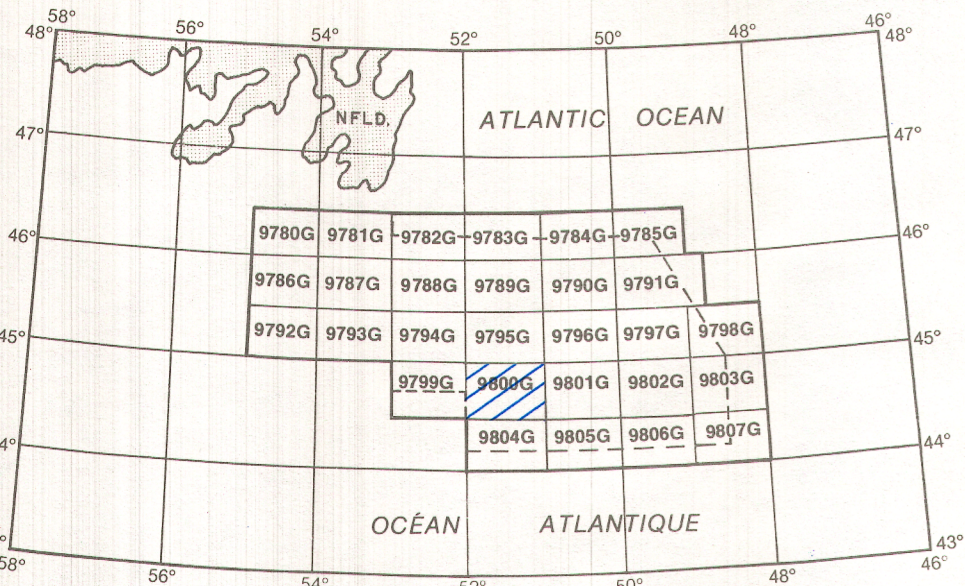 58° 56° 54° 52° 50° 48° 46°
48° 48°
NFLD. ATLANTIC OCEAN
47° 47°
9780G 9781G 9782G 9783G 9784G 9785G
46° 46°
9786G 9787G 9788G 9789G 9790G 9791G
9792G 9793G 9794G 9795G 9796G 9797G 9798G
45° 45°
9799G 9800G 9801G 9802G 9803G
9804G 9805G 9806G 9807G
4° 44°
OCÉAN ATLANTIQUE
° 43°
58° 56° 54° 52° 50° 48° 46°